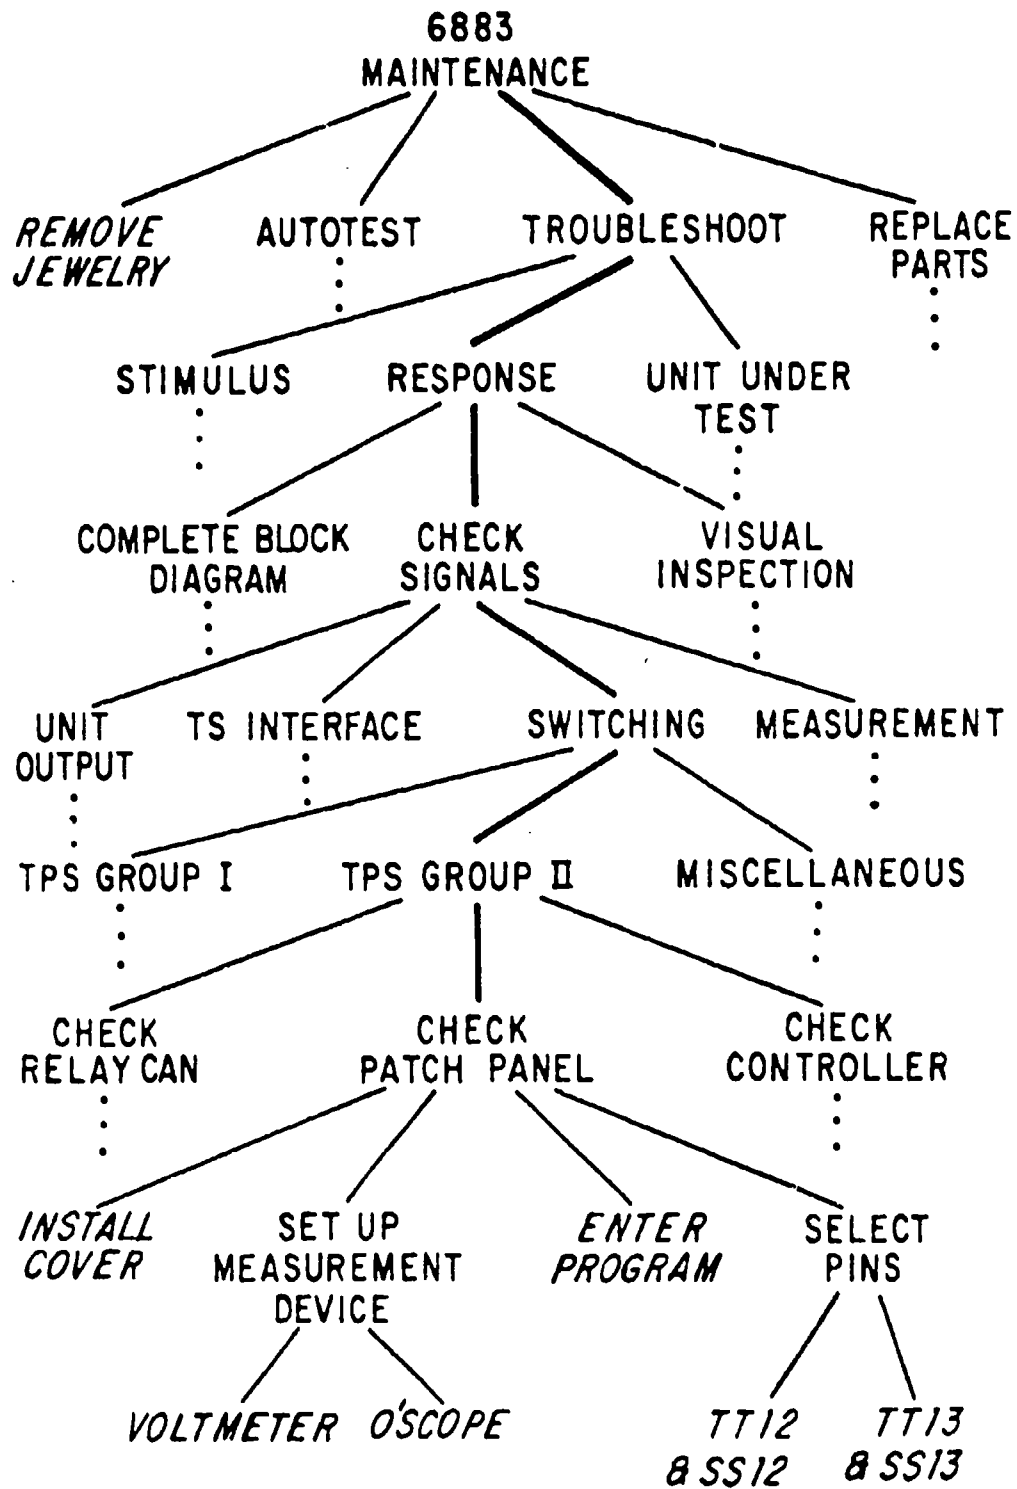 6883
MAINTENANCE
REMOVE
JEWELRY
AUTOTEST
TROUBLESHOOT
REPLACE
PARTS
STIMULUS
RESPONSE
UNIT UNDER
TEST
COMPLETE BLOCK
DIAGRAM
CHECK
SIGNALS
VISUAL
INSPECTION
UNIT
OUTPUT
TS INTERFACE
SWITCHING
MEASUREMENT
TPS GROUP I
TPS GROUP II
MISCELLANEOUS
CHECK
RELAY CAN
CHECK
PATCH PANEL
CHECK
CONTROLLER
INSTALL
COVER
SET UP
MEASUREMENT
DEVICE
ENTER
PROGRAM
SELECT
PINS
VOLTMETER
O'SCOPE
TT12
& SS12
TT13
& SS13